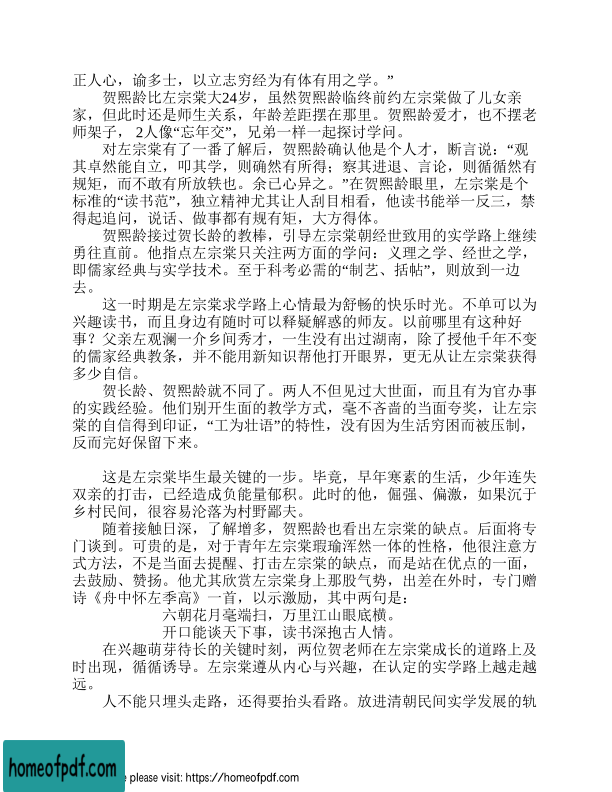 正人心，谕多士，以立志穷经为有体有用之学。”
贺熙龄比左宗棠大24岁，虽然贺熙龄临终前约左宗棠做了儿女亲
家，但此时还是师生关系，年龄差距摆在那里。贺熙龄爱才，也不摆老
师架子， 2人像“忘年交”，兄弟一样一起探讨学问。
对左宗棠有了一番了解后，贺熙龄确认他是个人才，断言说：“观
其卓然能自立，叩其学，则确然有所得；察其进退、言论，则循循然有
规矩，而不敢有所放轶也。余已心异之。”在贺熙龄眼里，左宗棠是个
标准的“读书范”，独立精神尤其让人刮目相看，他读书能举一反三，禁
得起追问，说话、做事都有规有矩，大方得体。
贺熙龄接过贺长龄的教棒，引导左宗棠朝经世致用的实学路上继续
勇往直前。他指点左宗棠只关注两方面的学问：义理之学、经世之学，
即儒家经典与实学技术。至于科考必需的“制艺、括帖”，则放到一边
去。
这一时期是左宗棠求学路上心情最为舒畅的快乐时光。不单可以为
兴趣读书，而且身边有随时可以释疑解惑的师友。以前哪里有这种好
事？父亲左观澜一介乡间秀才，一生没有出过湖南，除了授他千年不变
的儒家经典教条，并不能用新知识帮他打开眼界，更无从让左宗棠获得
多少自信。
贺长龄、贺熙龄就不同了。两人不但见过大世面，而且有为官办事
的实践经验。他们别开生面的教学方式，毫不吝啬的当面夸奖，让左宗
棠的自信得到印证，“工为壮语”的特性，没有因为生活穷困而被压制，
反而完好保留下来。
这是左宗棠毕生最关键的一步。毕竟，早年寒素的生活，少年连失
双亲的打击，已经造成负能量郁积。此时的他，倔强、偏激，如果沉于
乡村民间，很容易沦落为村野鄙夫。
随着接触日深，了解增多，贺熙龄也看出左宗棠的缺点。后面将专
门谈到。可贵的是，对于青年左宗棠瑕瑜浑然一体的性格，他很注意方
式方法，不是当面去提醒、打击左宗棠的缺点，而是站在优点的一面，
去鼓励、赞扬。他尤其欣赏左宗棠身上那股气势，出差在外时，专门赠
诗《舟中怀左季高》一首，以示激励，其中两句是：
六朝花月毫端扫，万里江山眼底横。
开口能谈天下事，读书深抱古人情。
在兴趣萌芽待长的关键时刻，两位贺老师在左宗棠成长的道路上及
时出现，循循诱导。左宗棠遵从内心与兴趣，在认定的实学路上越走越
远。
人不能只埋头走路，还得要抬头看路。放进清朝民间实学发展的轨
homeofpdf.com
e please visit: https://homeofpdf.com